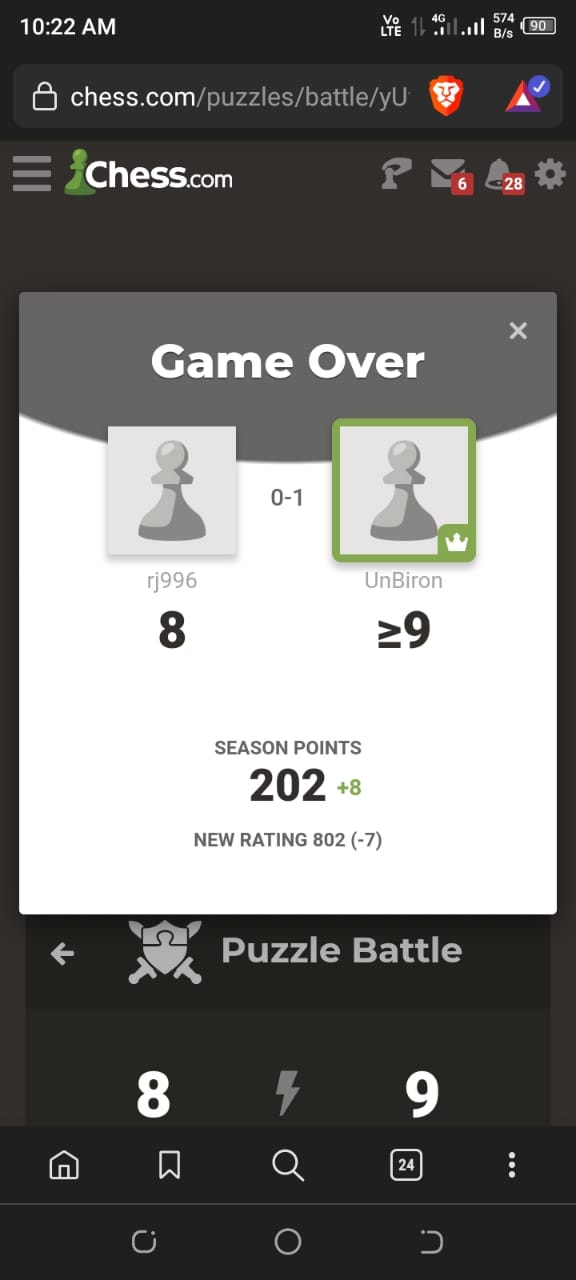 10:22 AM
Vo LTE 4G 574 B/s 90
chess.com/puzzles/battle/yU
Chess.com
6 28
Game Over
0-1
rj996 UnBiron
8 ≥9
SEASON POINTS
202 +8
NEW RATING 802 (-7)
Puzzle Battle
8 9
24